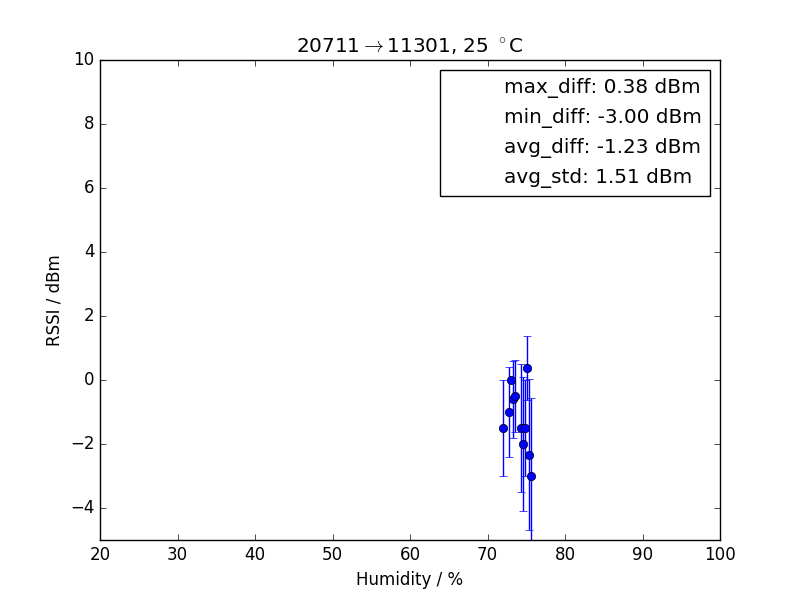 20711→11301, 25 °C
max_diff: 0.38 dBm
min_diff: -3.00 dBm
avg_diff: -1.23 dBm
avg_std: 1.51 dBm
RSSI / dBm
10
8
6
4
2
0
−2
−4
20 30 40 50 60 70 80 90 100
Humidity / %